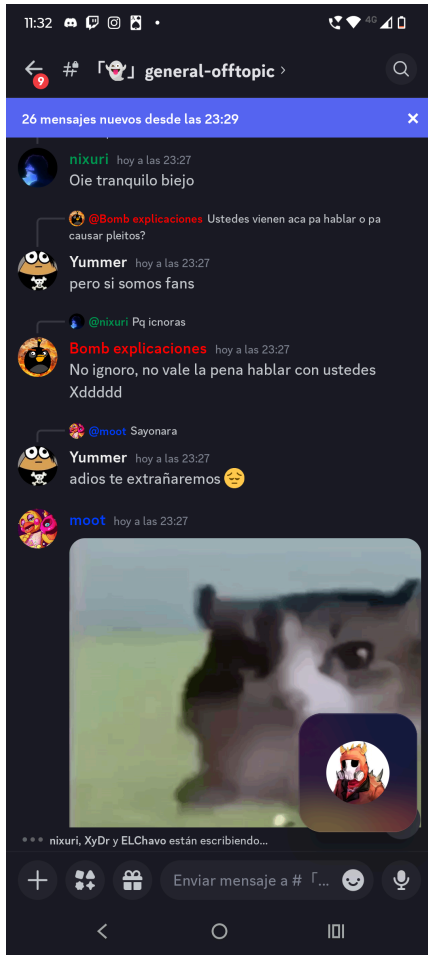 11:32
4G
9
# 「👻」 general-offtopic ›
26 mensajes nuevos desde las 23:29
nixuri hoy a las 23:27
Oie tranquilo biejo
@Bomb explicaciones Ustedes vienen aca pa hablar o pa
causar pleitos?
Yummer hoy a las 23:27
pero si somos fans
@nixuri Pq icnoras
Bomb explicaciones hoy a las 23:27
No ignoro, no vale la pena hablar con ustedes
Xddddd
@moot Sayonara
Yummer hoy a las 23:27
adios te extrañaremos 😔
moot hoy a las 23:27
nixuri, XyDr y ELChavo están escribiendo...
Enviar mensaje a # 「...